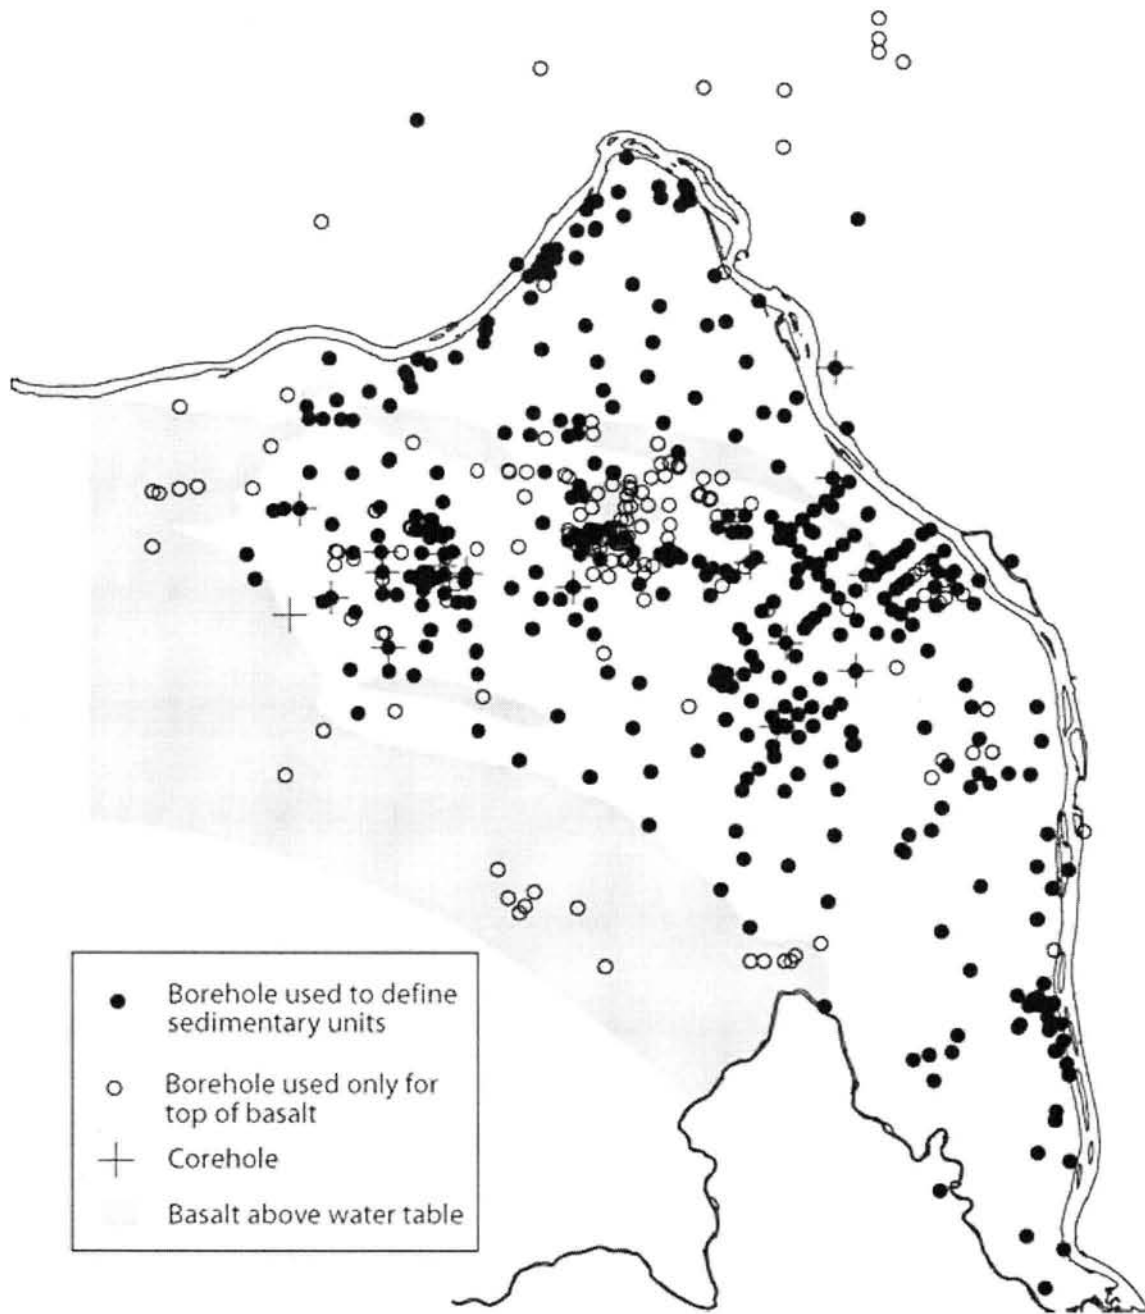 Borehole used to define
sedimentary units
Borehole used only for
top of basalt
Corehole
Basalt above water table